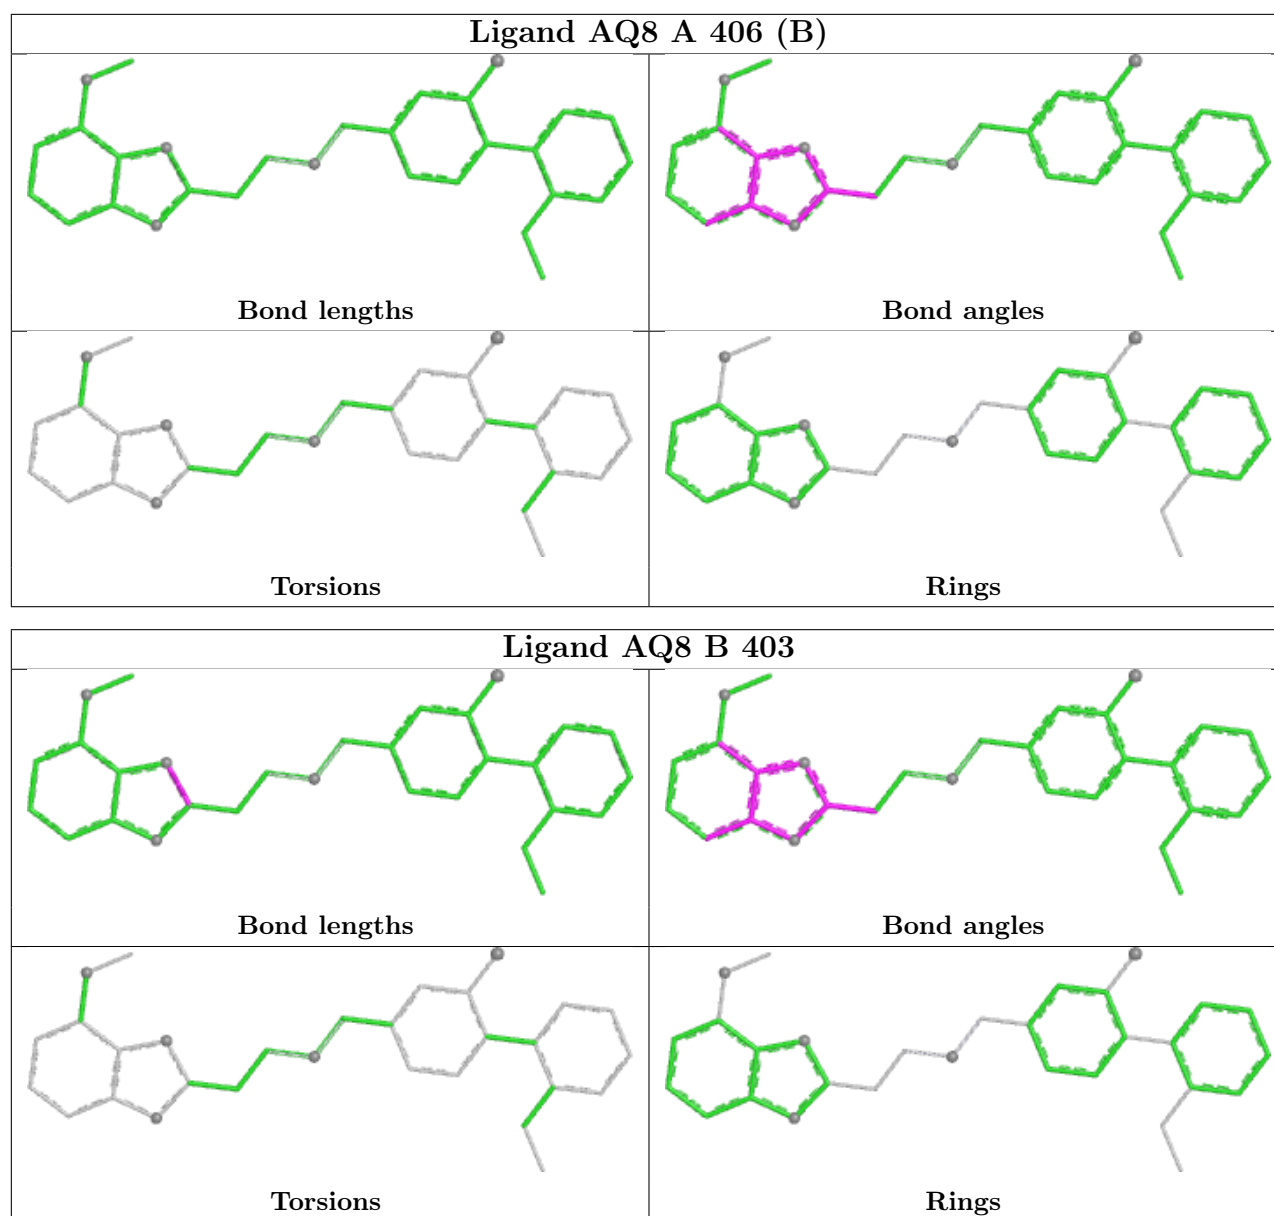 Ligand AQ8 A 406 (B)
Bond lengths
Bond angles
Torsions
Rings
Ligand AQ8 B 403
Bond lengths
Bond angles
Torsions
Rings